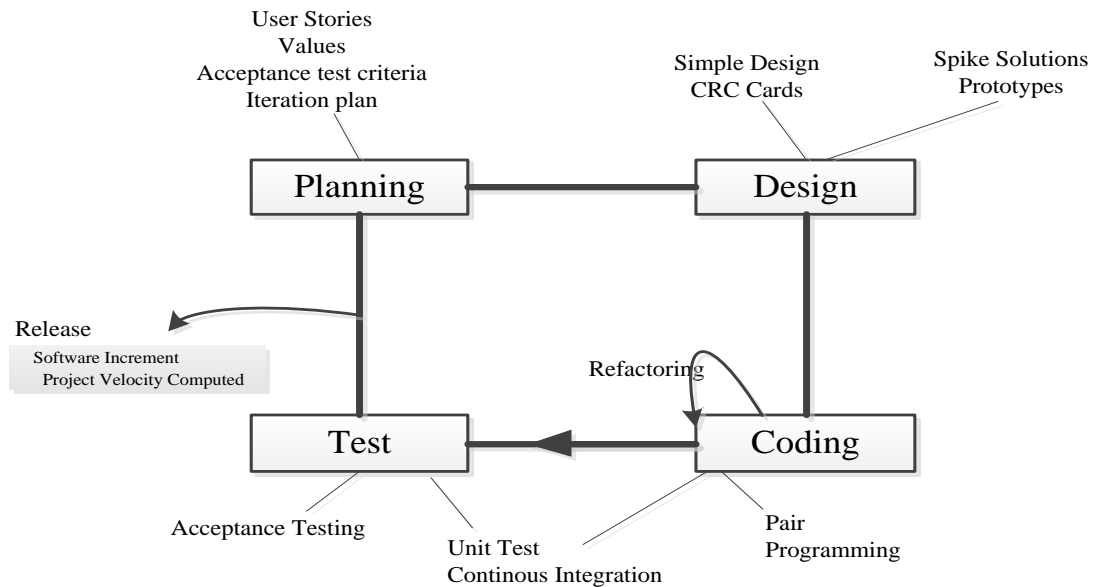 User Stories
Values
Acceptance test criteria
Iteration plan
Simple Design
CRC Cards
Spike Solutions
Prototypes
Planning
Design
Release
Software Increment
Project Velocity Computed
Refactoring
Test
Coding
Acceptance Testing
Unit Test
Continous Integration
Pair
Programming